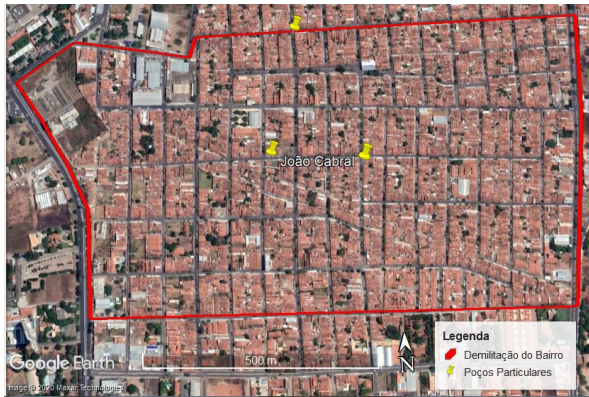 João Cabral
Legenda
Demilitação do Bairro
Poços Particulares
N
500 m
Google Earth
Image © 2020 Maxar Technologies